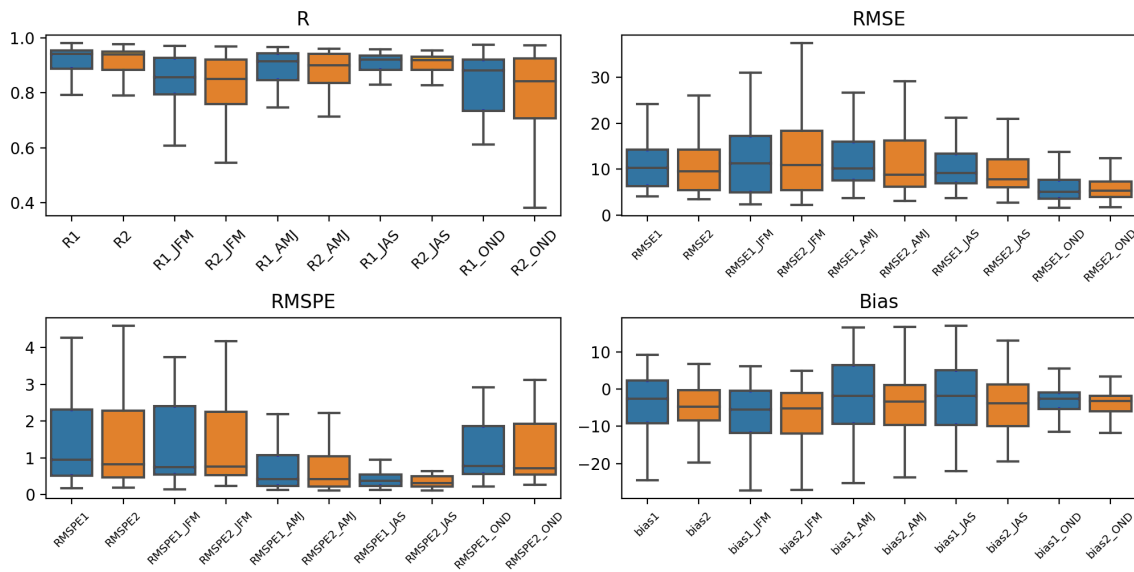 R
1.0
0.8
0.6
0.4
R1 R2 R1_JFM R2_JFM R1_AMJ R2_AMJ R1_JAS R2_JAS R1_OND R2_OND
RMSE
30
20
10
0
RMSE1 RMSE2 RMSE1_JFM RMSE2_JFM RMSE1_AMJ RMSE2_AMJ RMSE1_JAS RMSE2_JAS RMSE1_OND RMSE2_OND
RMSPE
4
3
2
1
0
RMSPE1 RMSPE2 RMSPE1_JFM RMSPE2_JFM RMSPE1_AMJ RMSPE2_AMJ RMSPE1_JAS RMSPE2_JAS RMSPE1_OND RMSPE2_OND
Bias
10
0
−10
−20
bias1 bias2 bias1_JFM bias2_JFM bias1_AMJ bias2_AMJ bias1_JAS bias2_JAS bias1_OND bias2_OND